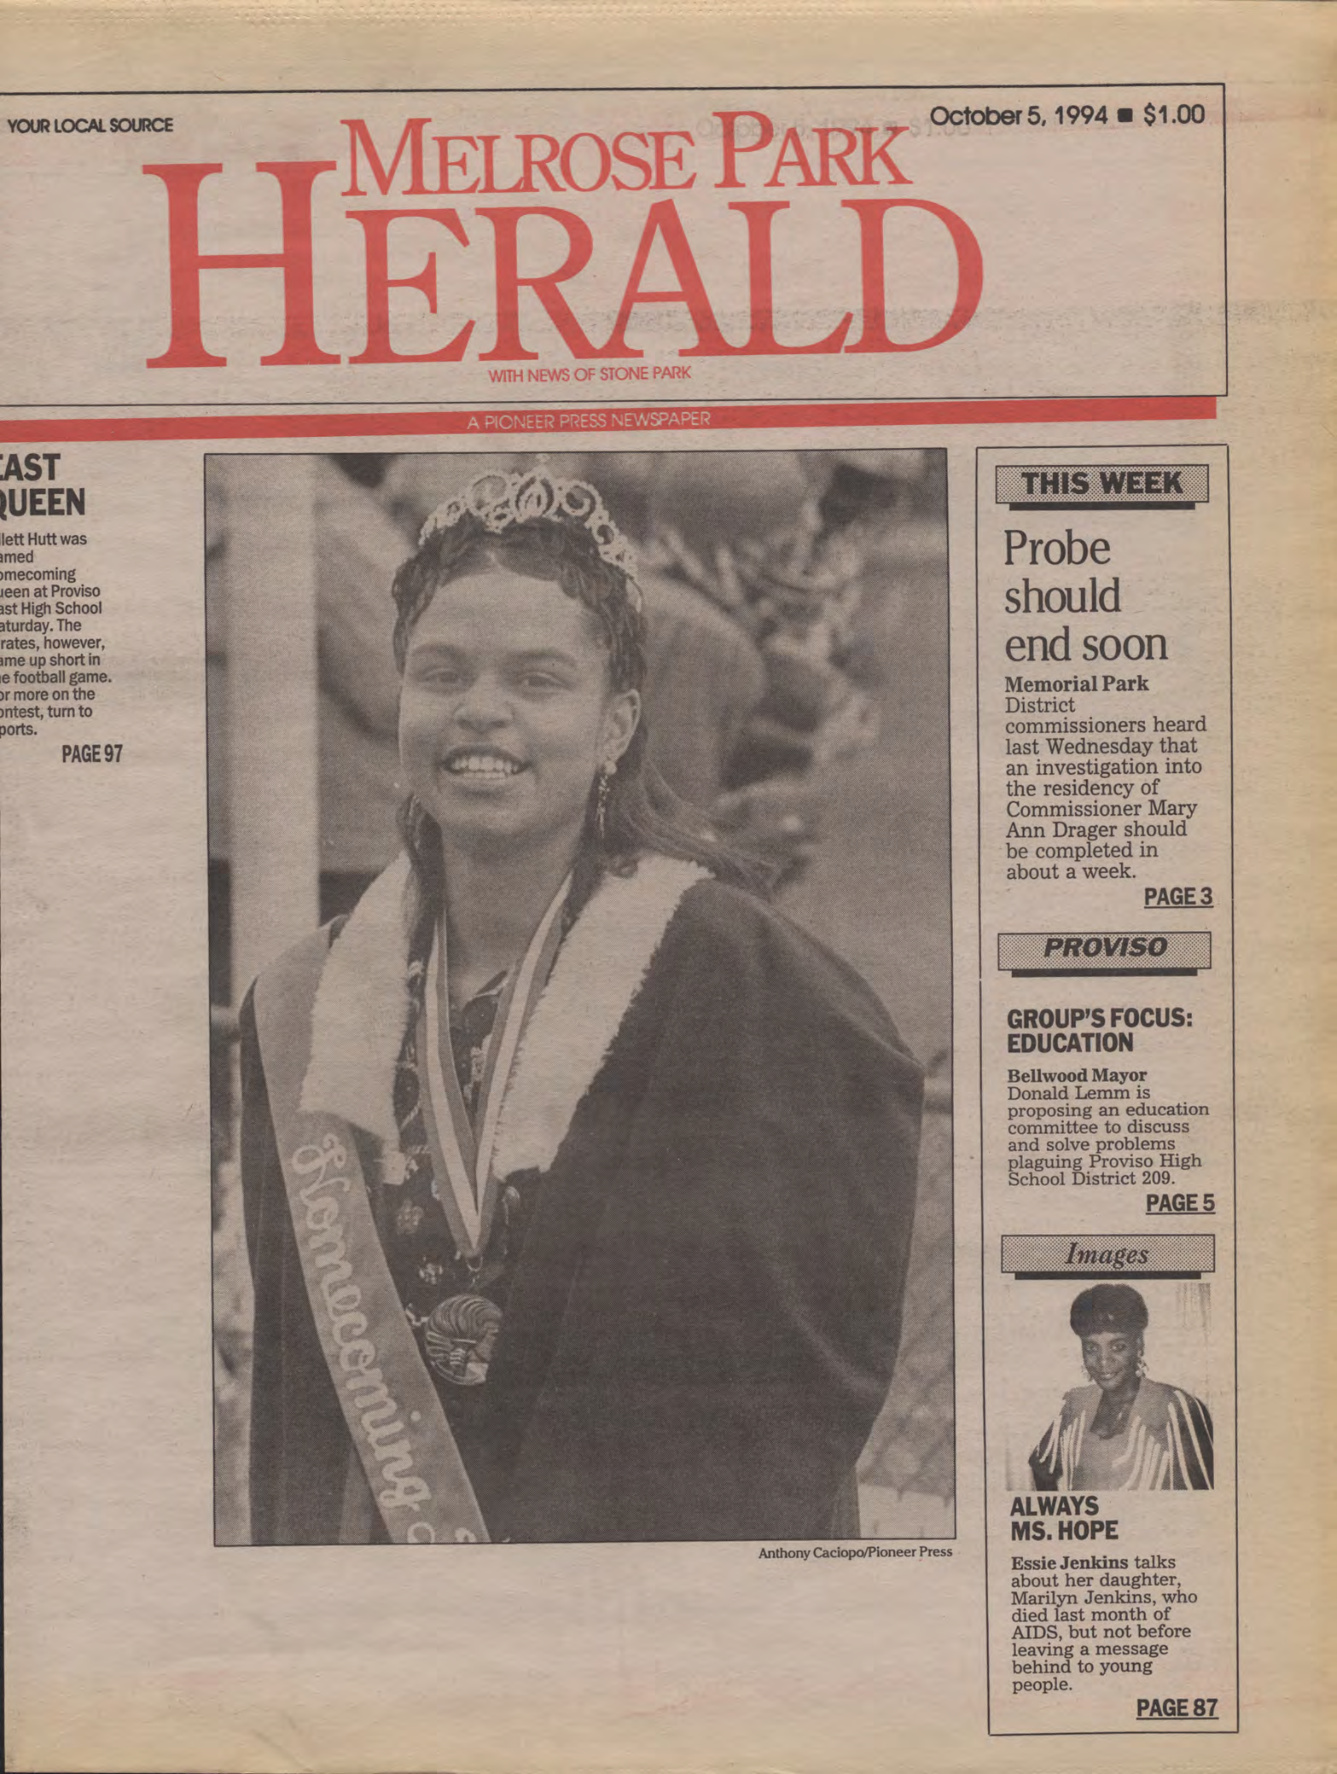 YOUR LOCAL SOURCE
October 5, 1994 ■ $1.00
MELROSE PARK
HERALD
WITH NEWS OF STONE PARK
A PIONEER PRESS NEWSPAPER
EAST
QUEEN
lett Hutt was
amed
omecoming
ueen at Proviso
ast High School
aturday. The
rates, however,
ame up short in
e football game.
or more on the
ontest, turn to
ports.
PAGE 97
Homecoming
Anthony Caciopo/Pioneer Press
THIS WEEK
Probe
should
end soon
Memorial Park
District
commissioners heard
last Wednesday that
an investigation into
the residency of
Commissioner Mary
Ann Drager should
be completed in
about a week.
PAGE 3
PROVISO
GROUP'S FOCUS:
EDUCATION
Bellwood Mayor
Donald Lemm is
proposing an education
committee to discuss
and solve problems
plaguing Proviso High
School District 209.
PAGE 5
Images
ALWAYS
MS. HOPE
Essie Jenkins talks
about her daughter,
Marilyn Jenkins, who
died last month of
AIDS, but not before
leaving a message
behind to young
people.
PAGE 87